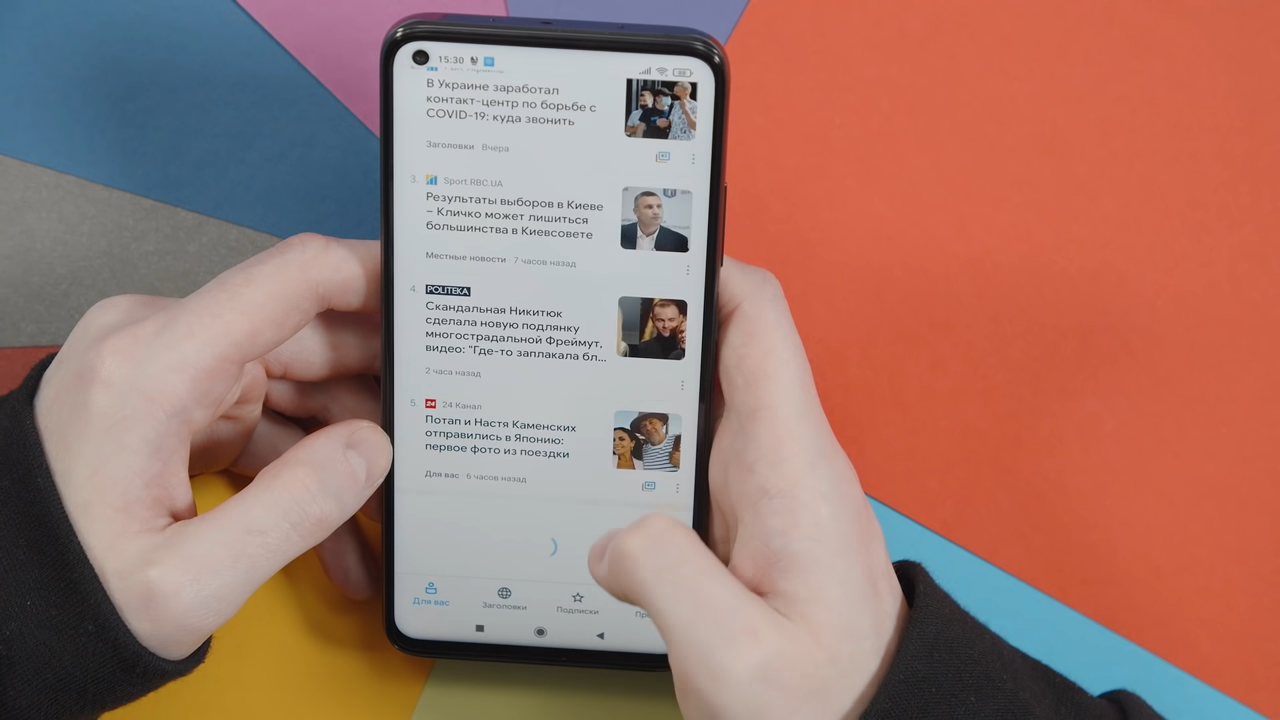 15:30
В Украине заработал
контакт-центр по борьбе с
COVID-19: куда звонить
Заголовки · Вчера
3.
Sport.RBC.UA
Результаты выборов в Киеве
– Кличко может лишиться
большинства в Киевсовете
Местные новости · 7 часов назад
4.
POLITEKA
Скандальная Никитюк
сделала новую подлянку
многострадальной Фреймут,
видео: "Где-то заплакала бл...
2 часа назад
5.
24
24 Канал
Потап и Настя Каменских
отправились в Японию:
первое фото из поездки
Для вас · 6 часов назад
Для вас
Заголовки
Подписки